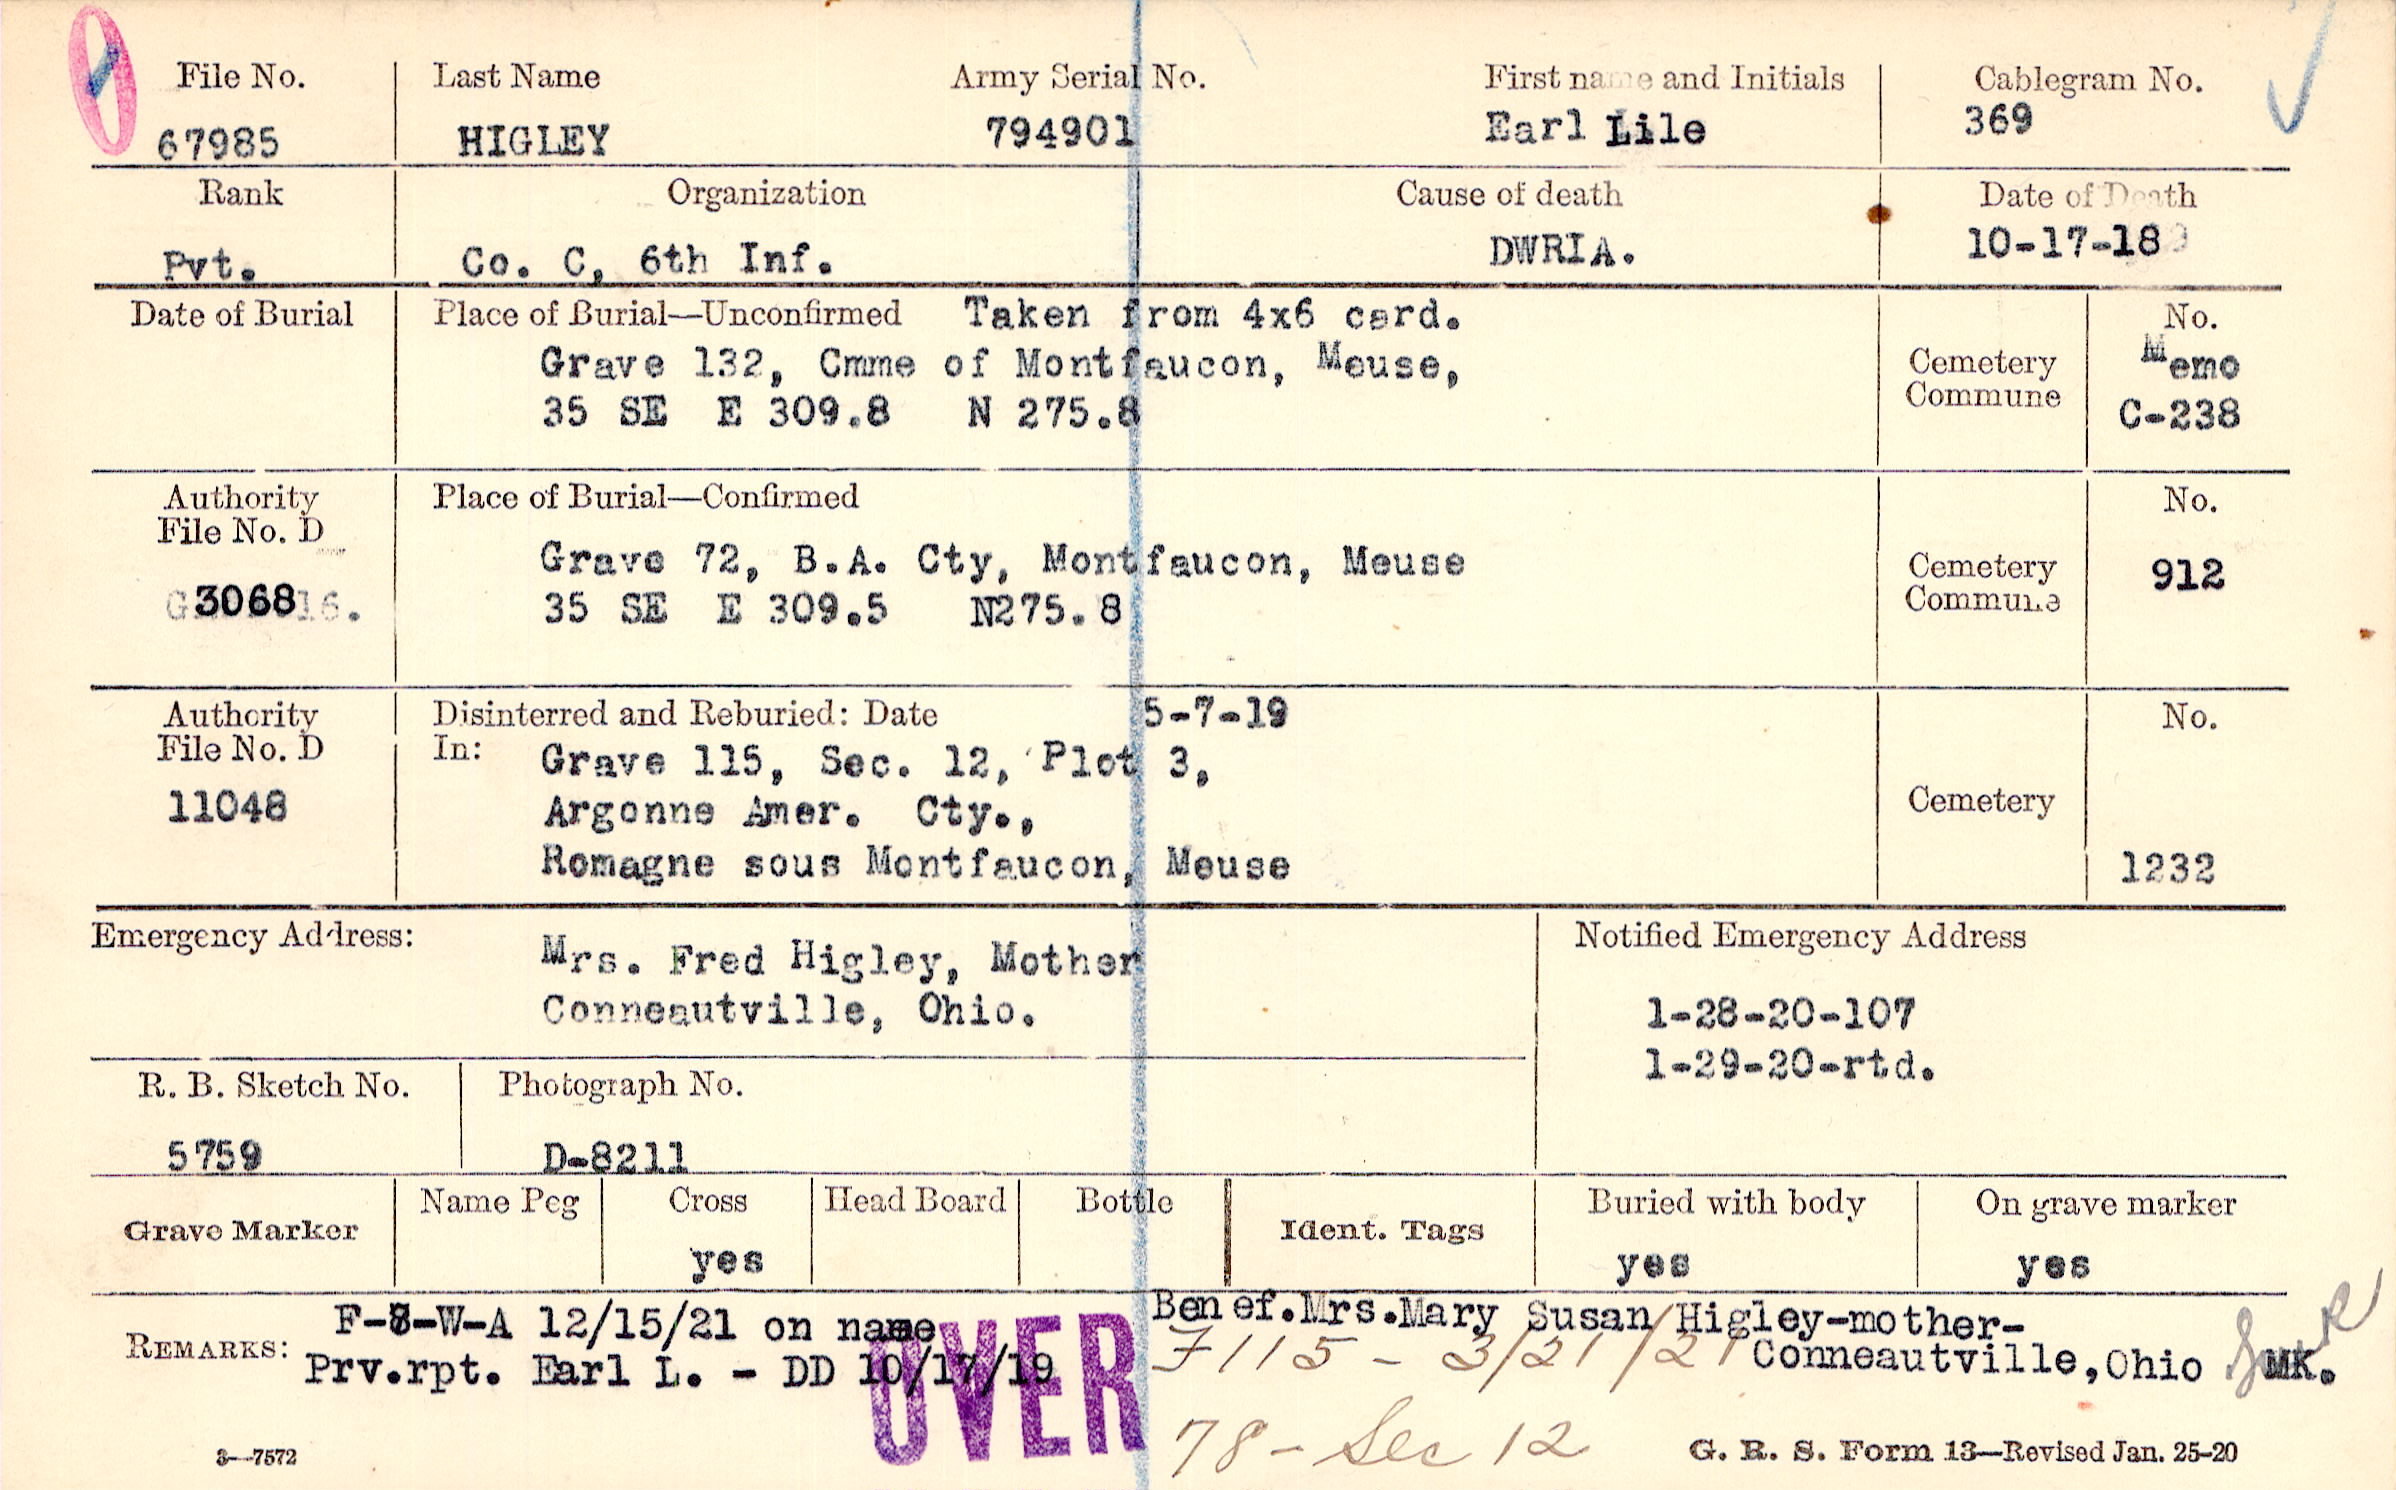 File No. Last Name Army Serial No. First name and Initials Cablegram No.
67985 HIGLEY 794901 Earl Lile 369
Rank Organization Cause of death Date of Death
Pvt. Co. C, 6th Inf. DWRIA. 10-17-18
Date of Burial Place of Burial—Unconfirmed Taken from 4x6 card. No.
Grave 132, Cmme of Montfaucon, Meuse, Cemetery Memo
35 SE E 309.8 N 275.8 Commune C-238
Authority Place of Burial—Confirmed No.
File No. D
Grave 72, B.A. Cty, Montfaucon, Meuse Cemetery 912
3068 35 SE E 309.5 N275.8 Commune
Authority Disinterred and Reburied: Date 5-7-19 No.
File No. D In: Grave 115, Sec. 12, Plot 3,
11048 Argonne Amer. Cty., Cemetery
Romagne sous Montfaucon, Meuse 1232
Emergency Address: Mrs. Fred Higley, Mother Notified Emergency Address
Conneautville, Ohio. 1-28-20-107
1-29-20-rtd.
R. B. Sketch No. Photograph No.
5759 D-8211
Grave Marker Name Peg Cross Head Board Bottle Ident. Tags Buried with body On grave marker
yes yes yes
REMARKS: F-8-W-A 12/15/21 on name Benef.Mrs.Mary Susan Higley-mother-
Prv.rpt. Earl L. - DD 10/17/19 Conneautville,Ohio MK.
F115 - 3/21/21
OVER
78 - Sec 12
3—7572 G. R. S. Form 13—Revised Jan. 25-20